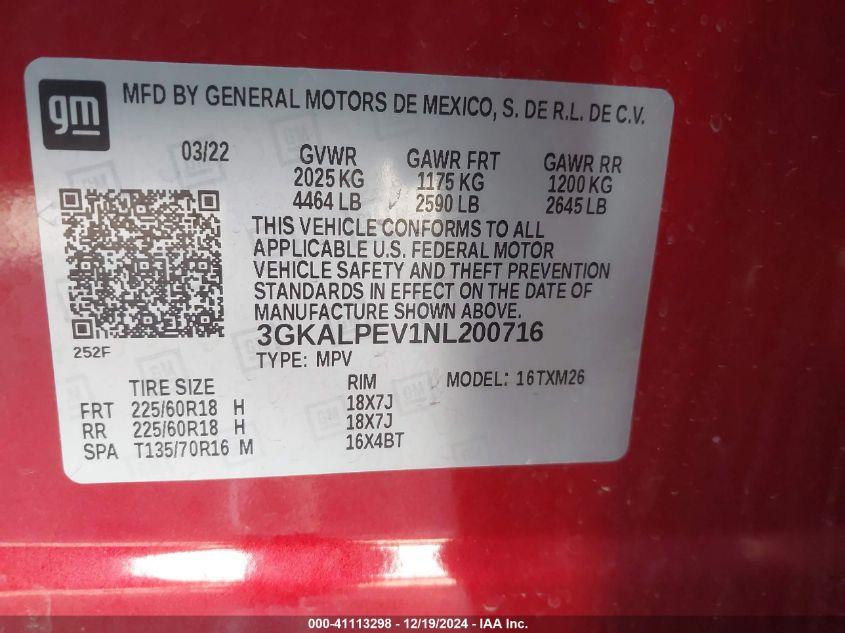 gm
MFD BY GENERAL MOTORS DE MEXICO, S. DE R.L. DE C.V.
03/22 GVWR GAWR FRT GAWR RR
2025 KG 1175 KG 1200 KG
4464 LB 2590 LB 2645 LB
THIS VEHICLE CONFORMS TO ALL
APPLICABLE U.S. FEDERAL MOTOR
VEHICLE SAFETY AND THEFT PREVENTION
STANDARDS IN EFFECT ON THE DATE OF
MANUFACTURE SHOWN ABOVE.
3GKALPEV1NL200716
252F
TYPE: MPV
TIRE SIZE RIM MODEL: 16TXM26
FRT 225/60R18 H 18X7J
RR 225/60R18 H 18X7J
SPA T135/70R16 M 16X4BT
000-41113298 - 12/19/2024 - IAA Inc.